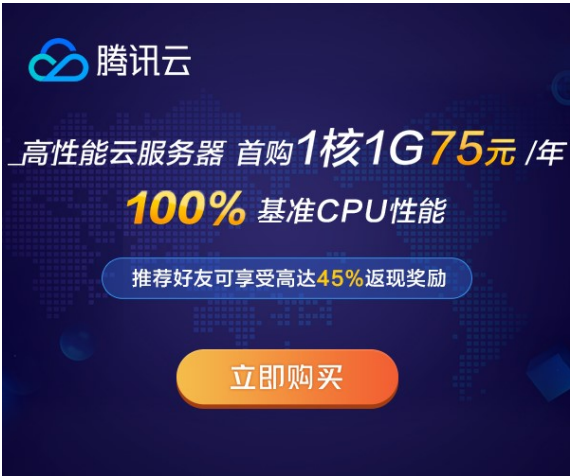 腾讯云
高性能云服务器 首购1核1G75元/年
100% 基准CPU性能
推荐好友可享受高达45%返现奖励
立即购买